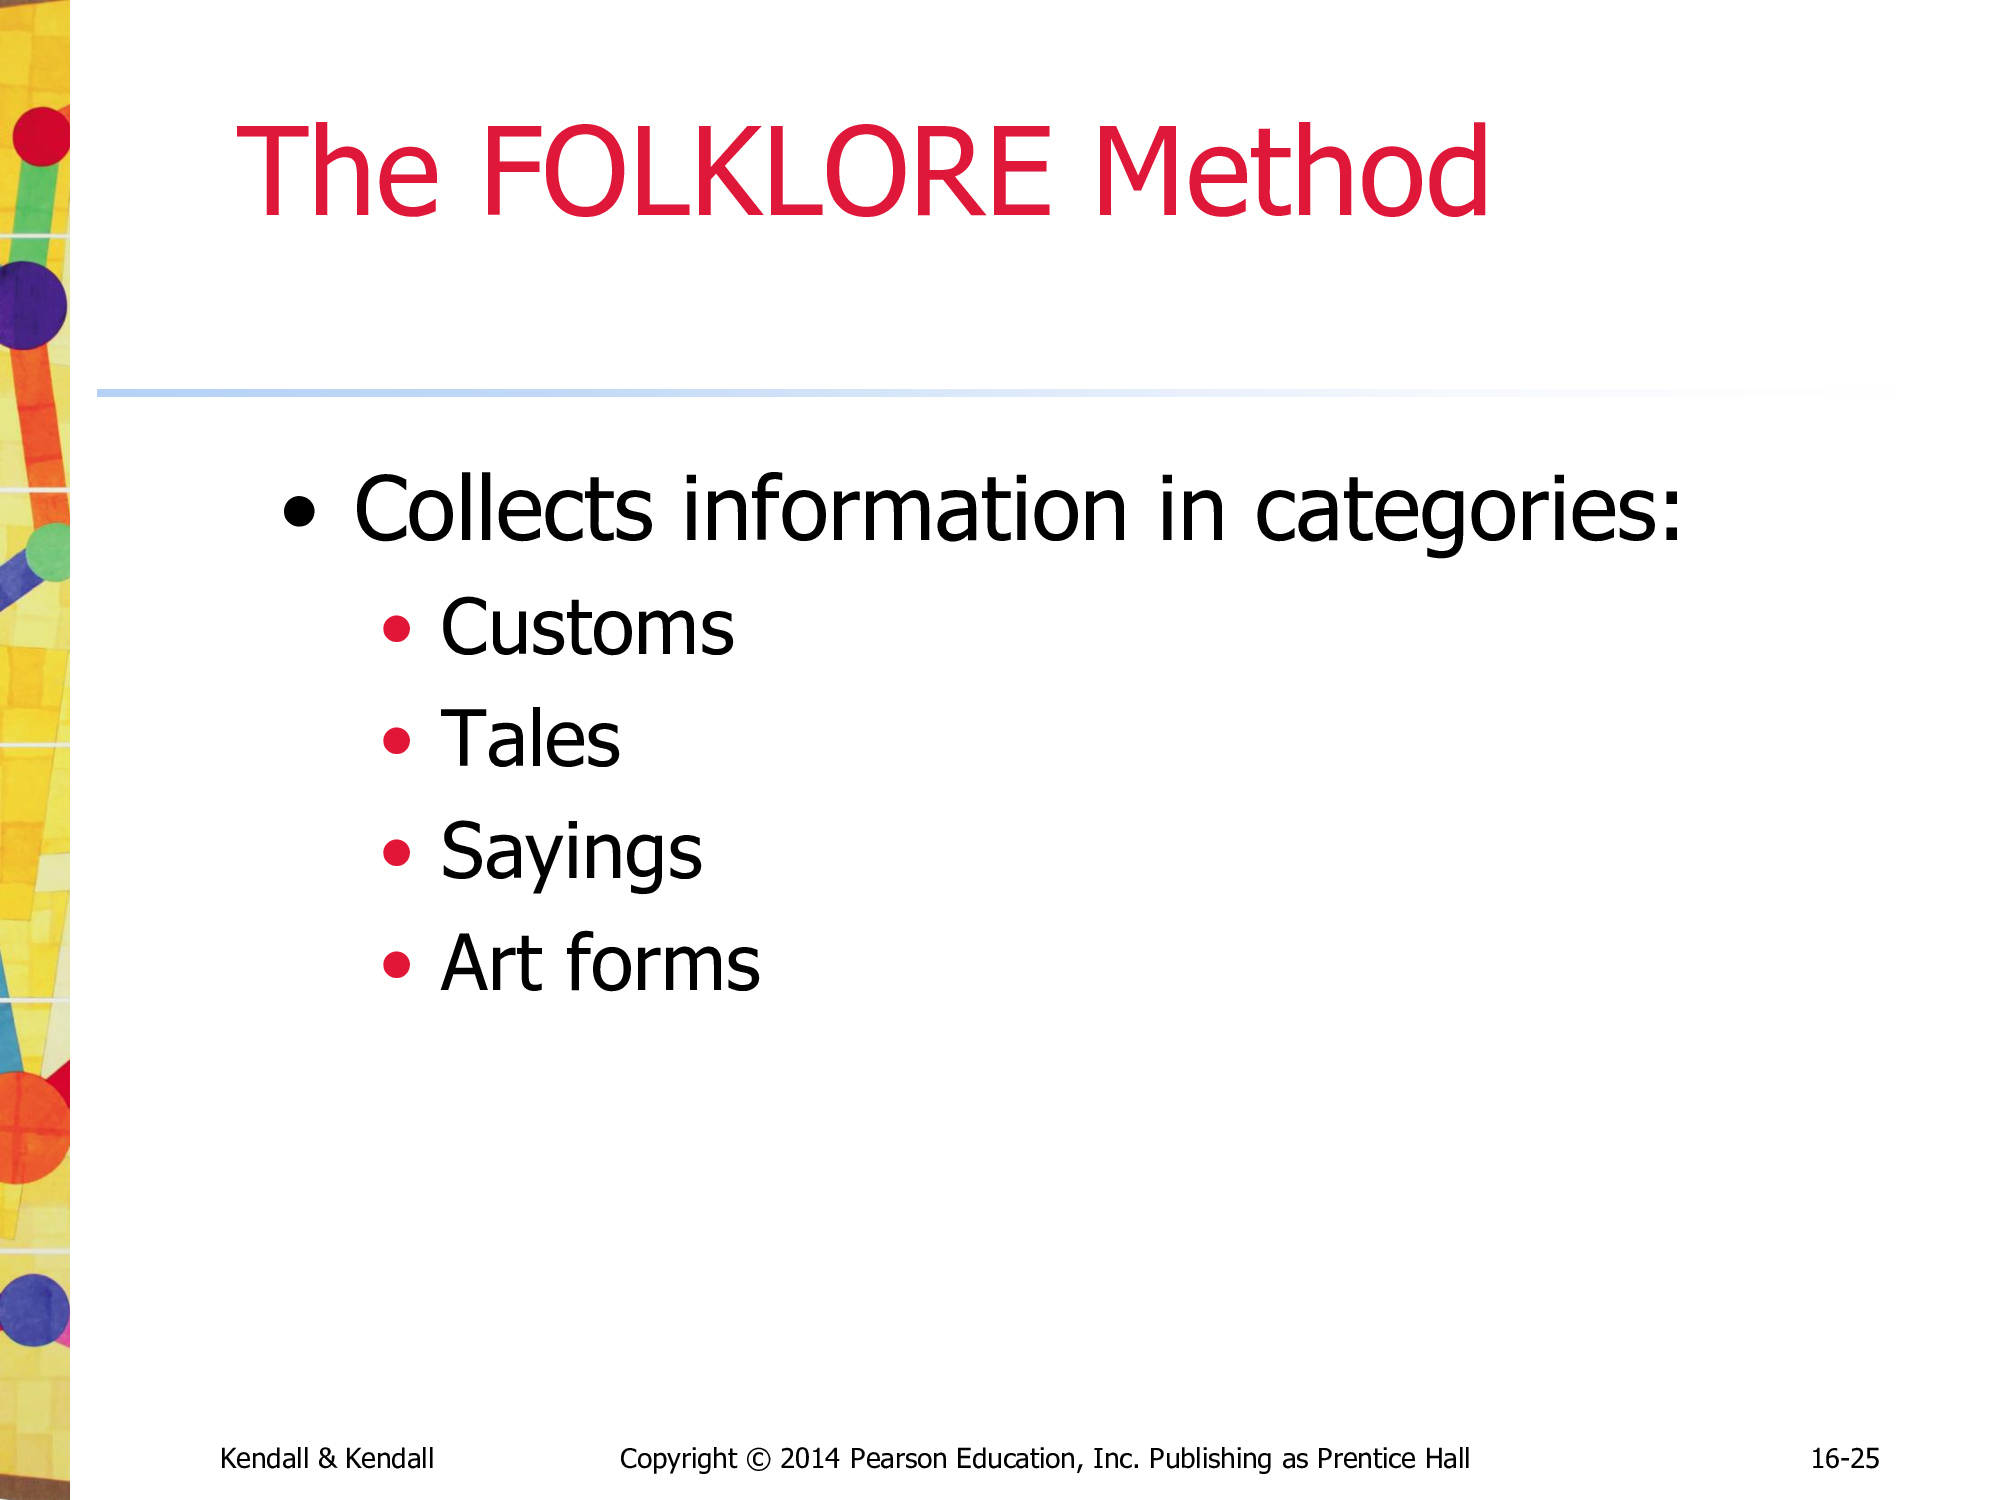 The FOLKLORE Method
• Collects information in categories:
• Customs
• Tales
• Sayings
• Art forms
Kendall & Kendall
Copyright © 2014 Pearson Education, Inc. Publishing as Prentice Hall
16-25